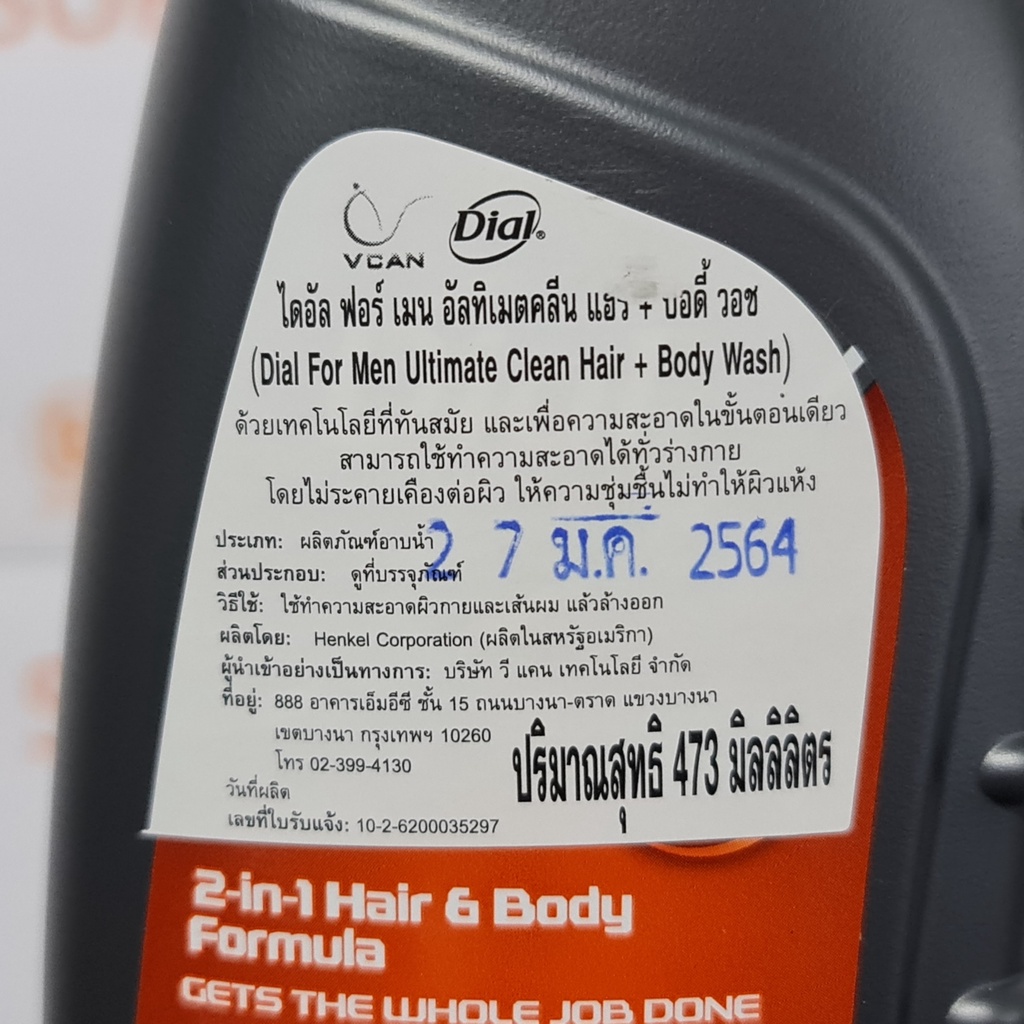 VCAN Dial®
ไดอัล ฟอร์ เมน อัลทิเมตคลีน แฮร์ + บอดี้ วอช
(Dial For Men Ultimate Clean Hair + Body Wash)
ด้วยเทคโนโลยีที่ทันสมัย และเพื่อความสะอาดในขั้นตอนเดียว
สามารถใช้ทำความสะอาดได้ทั่วร่างกาย
โดยไม่ระคายเคืองต่อผิว ให้ความชุ่มชื้นไม่ทำให้ผิวแห้ง
ประเภท: ผลิตภัณฑ์อาบน้ำ
2 7 ม.ค. 2564
ส่วนประกอบ: ดูที่บรรจุภัณฑ์
วิธีใช้: ใช้ทำความสะอาดผิวกายและเส้นผม แล้วล้างออก
ผลิตโดย: Henkel Corporation (ผลิตในสหรัฐอเมริกา)
ผู้นำเข้าอย่างเป็นทางการ: บริษัท วี แคน เทคโนโลยี จำกัด
ที่อยู่: 888 อาคารเอ็มอีซี ชั้น 15 ถนนบางนา-ตราด แขวงบางนา
เขตบางนา กรุงเทพฯ 10260
โทร 02-399-4130
ปริมาณสุทธิ 473 มิลลิลิตร
วันที่ผลิต
เลขที่ใบรับแจ้ง: 10-2-6200035297
2-in-1 Hair & Body
Formula
GETS THE WHOLE JOB DONE